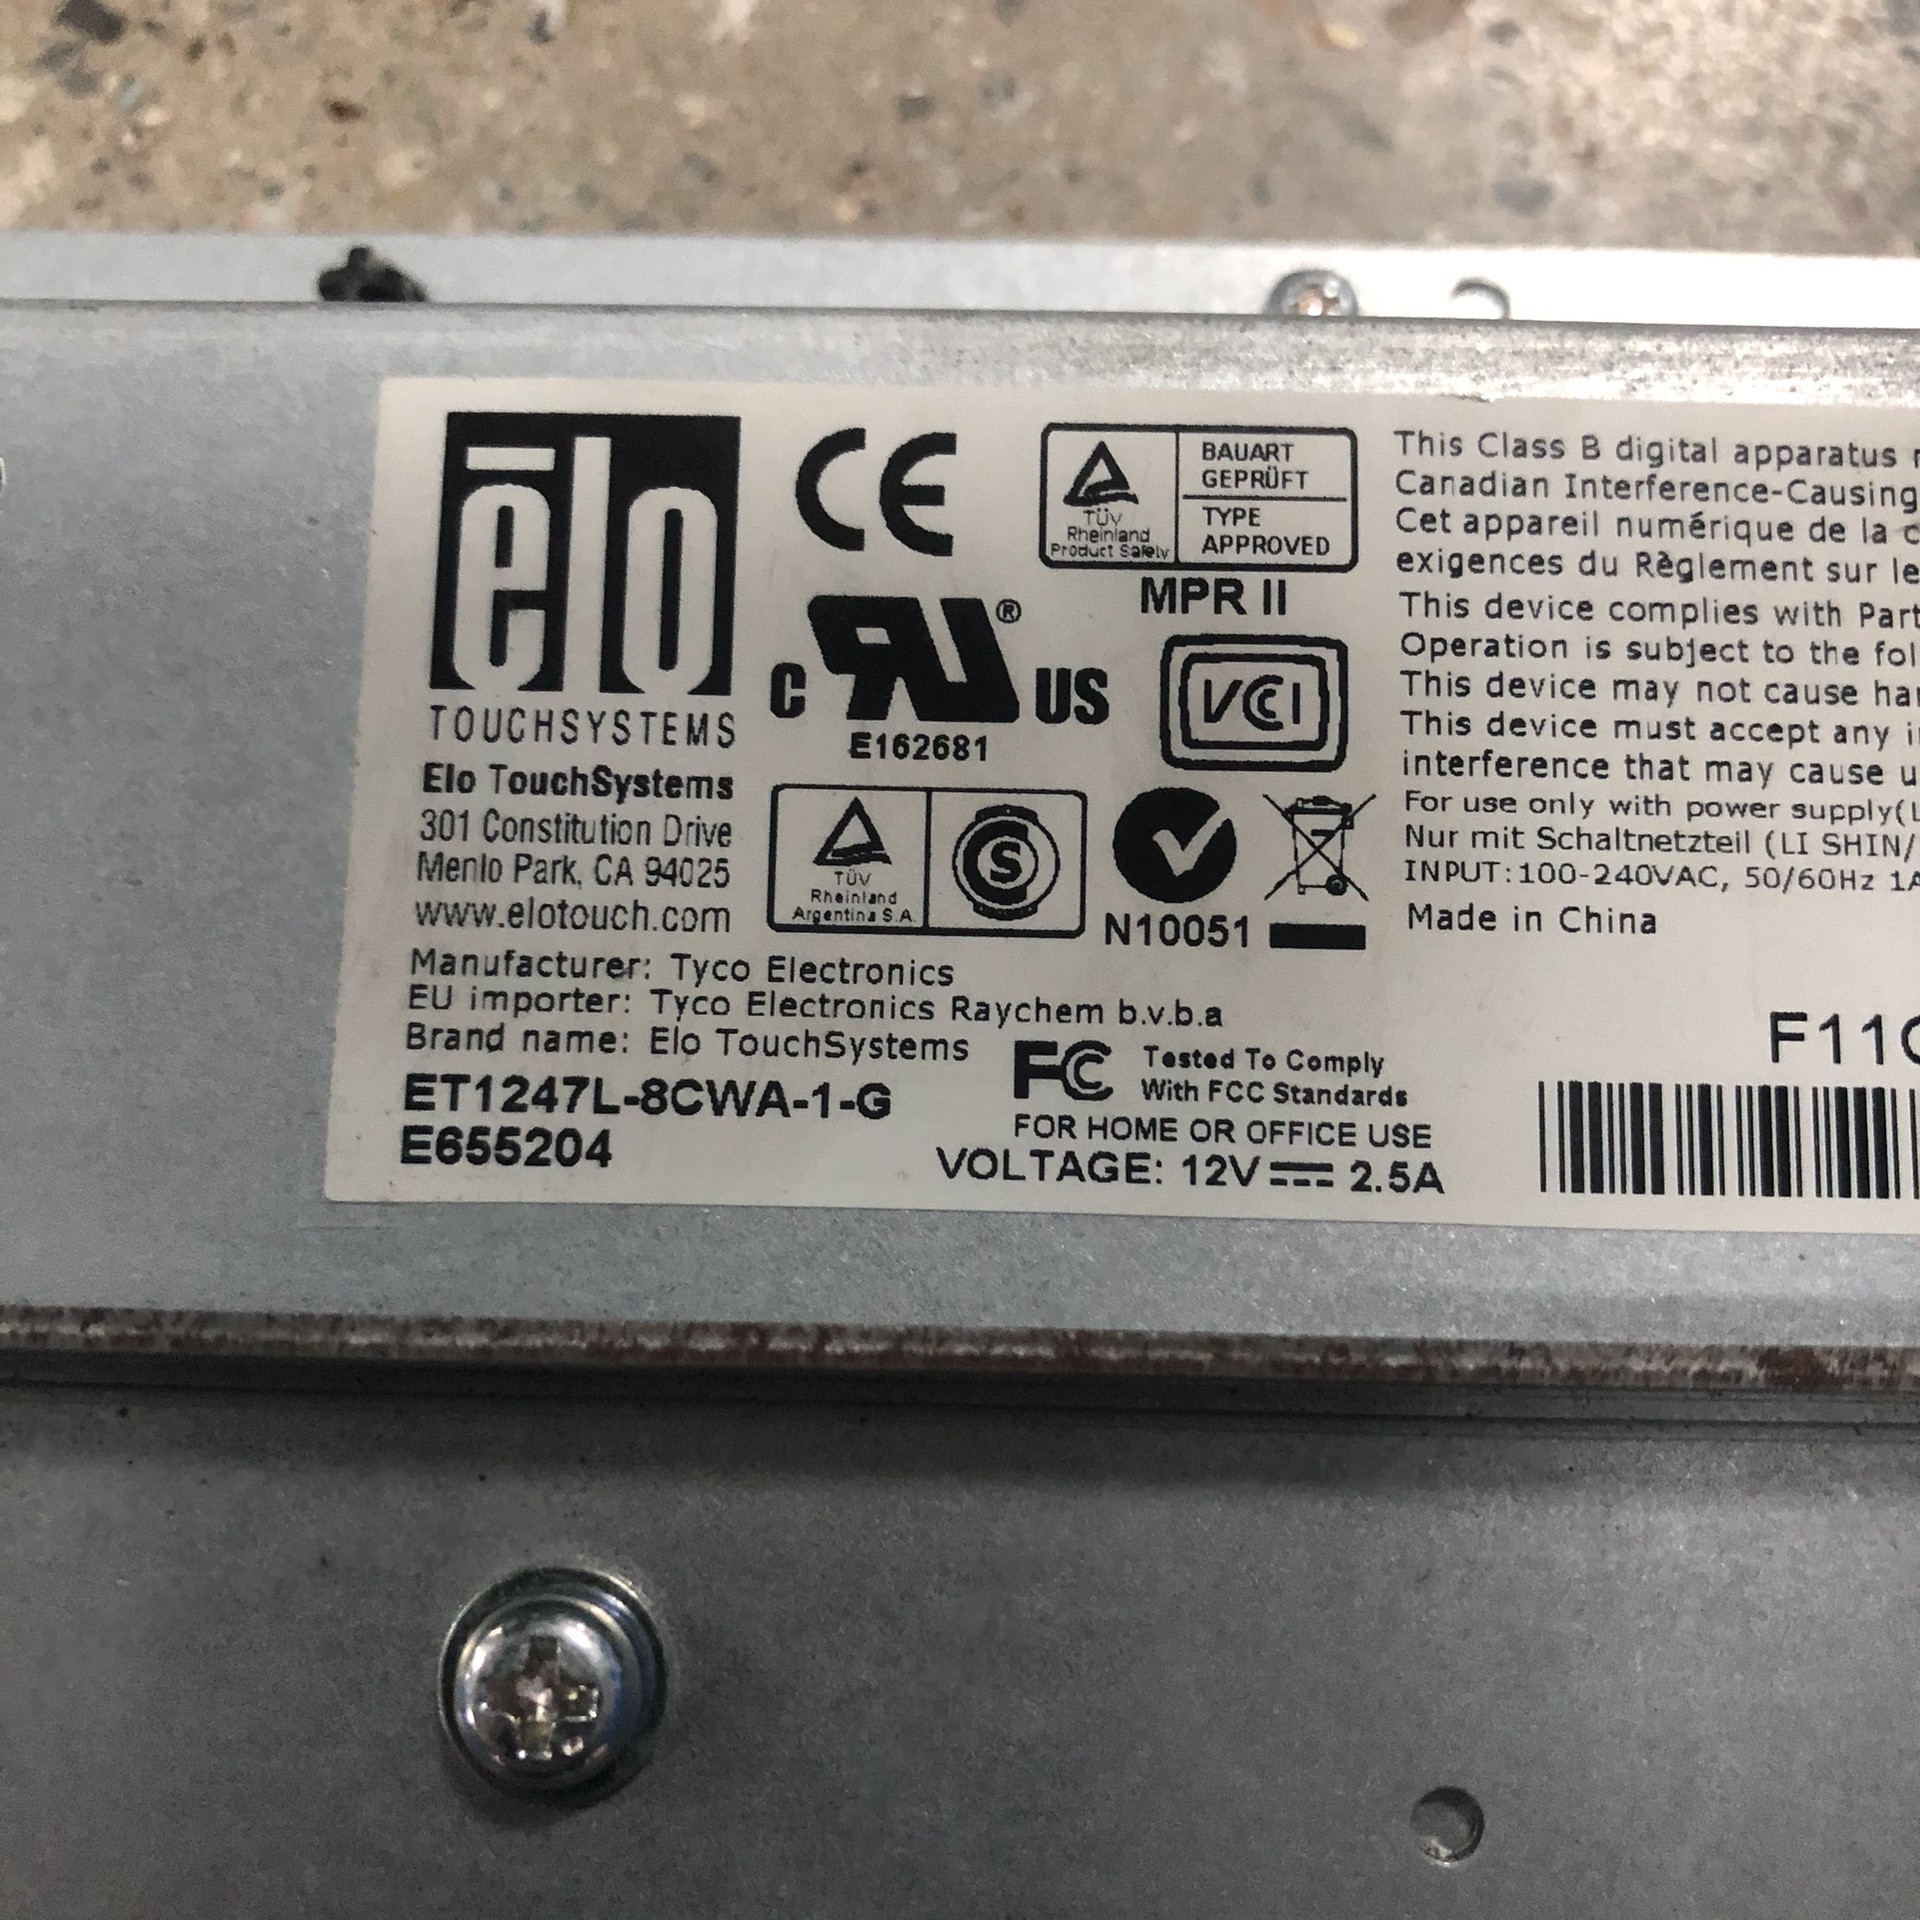 elo
TOUCHSYSTEMS
Elo TouchSystems
301 Constitution Drive
Menlo Park, CA 94025
www.elotouch.com
CE
C RU ® US
E162681
TÜV
Rheinland
Product Safety
BAUART
GEPRÜFT
TYPE
APPROVED
MPR II
VCCI
TÜV
Rheinland
Argentina S.A.
S
N10051
Manufacturer: Tyco Electronics
EU importer: Tyco Electronics Raychem b.v.b.a
Brand name: Elo TouchSystems
ET1247L-8CWA-1-G
E655204
FC
Tested To Comply
With FCC Standards
FOR HOME OR OFFICE USE
VOLTAGE: 12V ⎓ 2.5A
This Class B digital apparatus
Canadian Interference-Causing
Cet appareil numérique de la
exigences du Règlement sur le
This device complies with Part
Operation is subject to the fol
This device may not cause har
This device must accept any
interference that may cause u
For use only with power supply(L
Nur mit Schaltnetzteil (LI SHIN/
INPUT:100-240VAC, 50/60Hz 1A
Made in China
F11